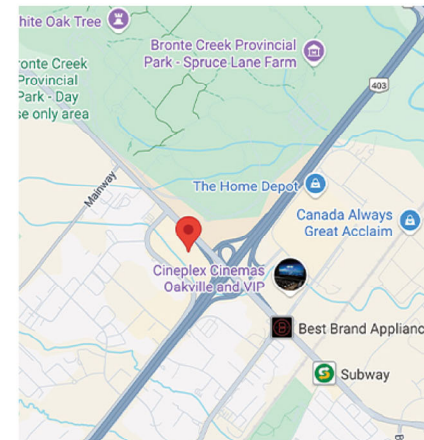 hite Oak Tree
Bronte Creek Provincial
Park - Spruce Lane Farm
ronte Creek
Provincial
Park - Day
se only area
403
Mainway
The Home Depot
Canada Always
Great Acclaim
Cineplex Cinemas
Oakville and VIP
Best Brand Applianc
Subway
B